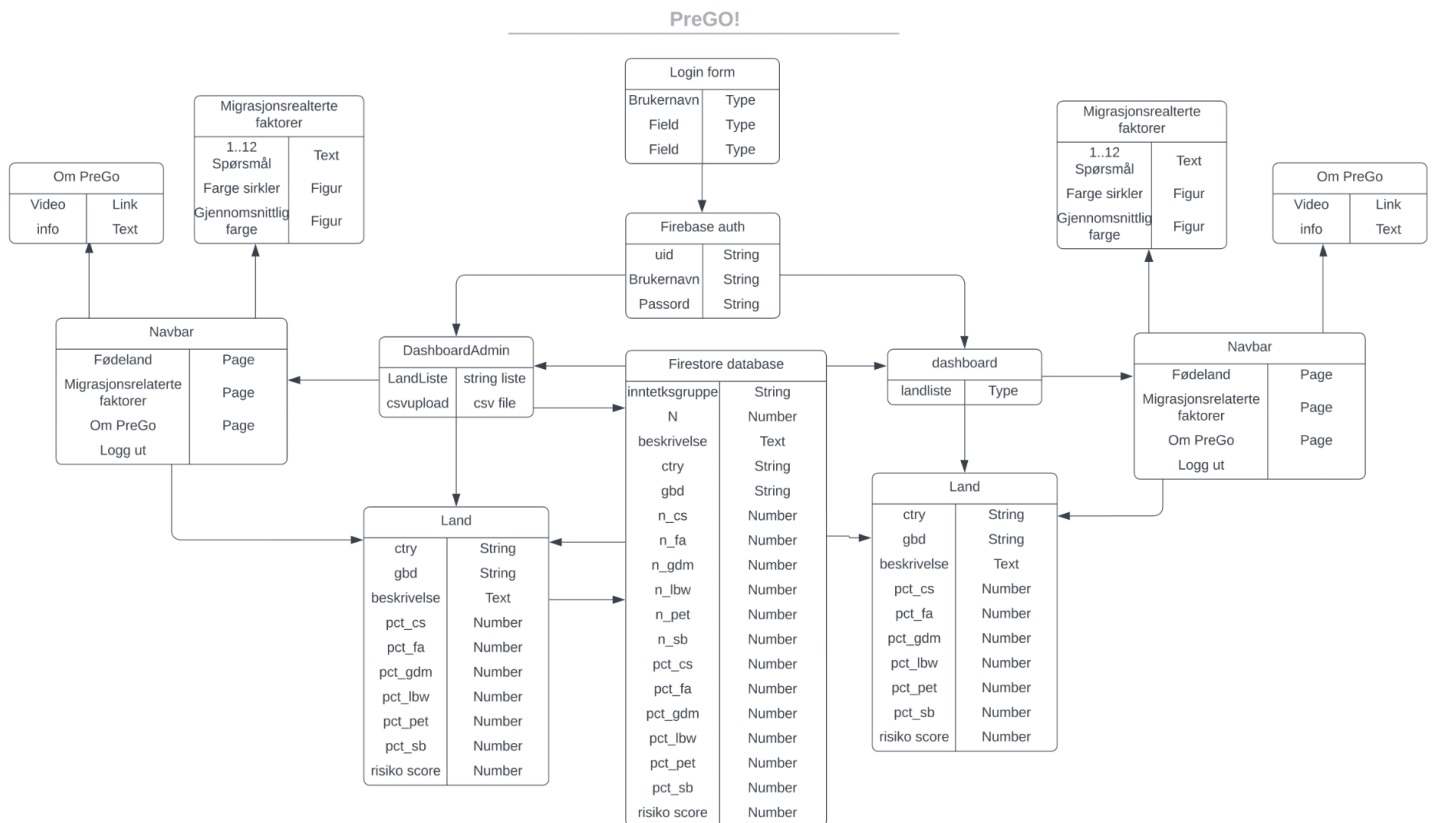 PreGO!
Login form
Brukernavn Type
Field Type
Field Type
Migrasjonsrealterte
faktorer
1..12
Spørsmål Text
Farge sirkler Figur
Gjennomsnittlig
farge Figur
Om PreGo
Video Link
info Text
Migrasjonsrealterte
faktorer
1..12
Spørsmål Text
Farge sirkler Figur
Gjennomsnittlig
farge Figur
Om PreGo
Video Link
info Text
Firebase auth
uid String
Brukernavn String
Passord String
Navbar
Fødeland Page
Migrasjonsrelaterte
faktorer Page
Om PreGo Page
Logg ut
DashboardAdmin
LandListe string liste
csvupload csv file
Firestore database
inntetksgruppe String
N Number
beskrivelse Text
ctry String
gbd String
n_cs Number
n_fa Number
n_gdm Number
n_lbw Number
n_pet Number
n_sb Number
pct_cs Number
pct_fa Number
pct_gdm Number
pct_lbw Number
pct_pet Number
pct_sb Number
risiko score Number
dashboard
landliste Type
Navbar
Fødeland Page
Migrasjonsrelaterte
faktorer Page
Om PreGo Page
Logg ut
Land
ctry String
gbd String
beskrivelse Text
pct_cs Number
pct_fa Number
pct_gdm Number
pct_lbw Number
pct_pet Number
pct_sb Number
risiko score Number
Land
ctry String
gbd String
beskrivelse Text
pct_cs Number
pct_fa Number
pct_gdm Number
pct_lbw Number
pct_pet Number
pct_sb Number
risiko score Number